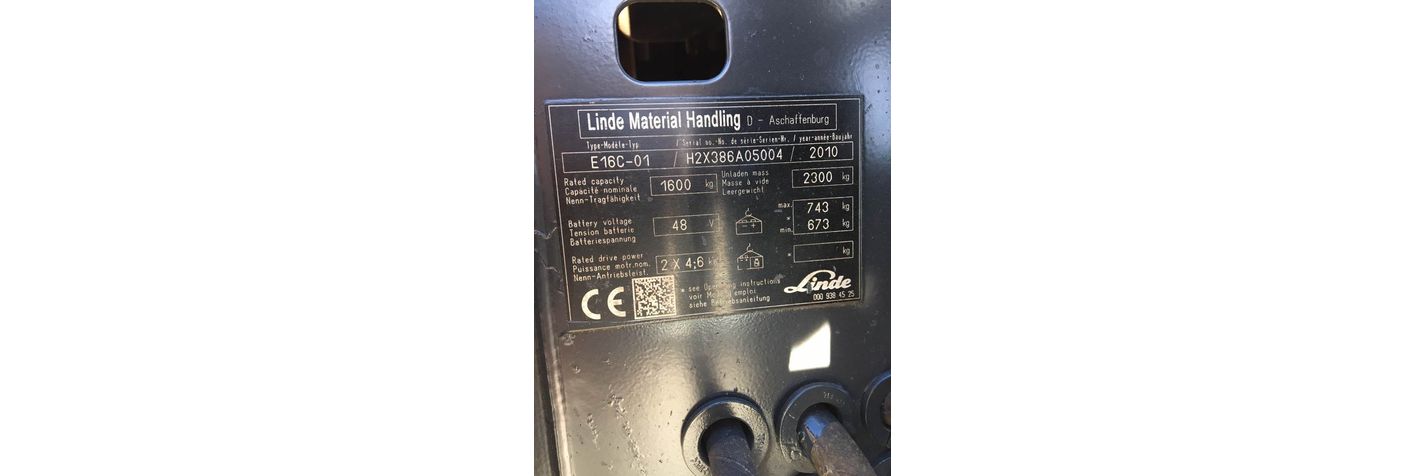 Linde Material Handling D - Aschaffenburg
Type-Modèle-Typ / Serial no.-No. de série-Serien-Nr. / year-année-Baujahr
E16C-01 / H2X386A05004 / 2010
Rated capacity
Capacité nominale
Nenn-Tragfähigkeit
1600 kg
Unladen mass
Masse à vide
Leergewicht
2300 kg
Battery voltage
Tension batterie
Batteriespannung
48 V
- +
max. 743 kg
*
min. 673 kg
Rated drive power
Puissance motr.nom.
Nenn-Antriebsleist.
2 X 4;6
* kg
CE
* see Operating instructions
voir Mode d'emploi
siehe Betriebsanleitung
Linde
000 938 45 25